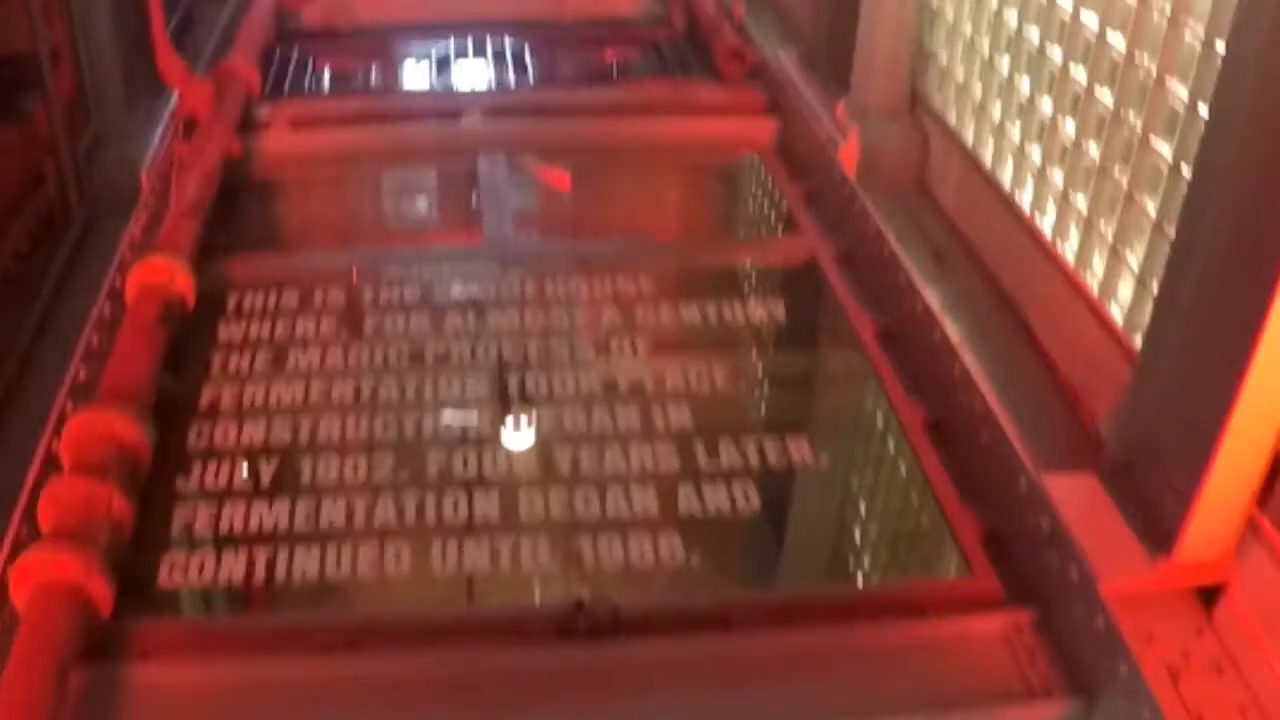 THIS IS THE STOREHOUSE
WHERE, FOR ALMOST A CENTURY
THE MAGIC PROCESS OF
FERMENTATION TOOK PLACE
CONSTRUCTION BEGAN IN
JULY 1902. FOUR YEARS LATER,
FERMENTATION BEGAN AND
CONTINUED UNTIL 1988.